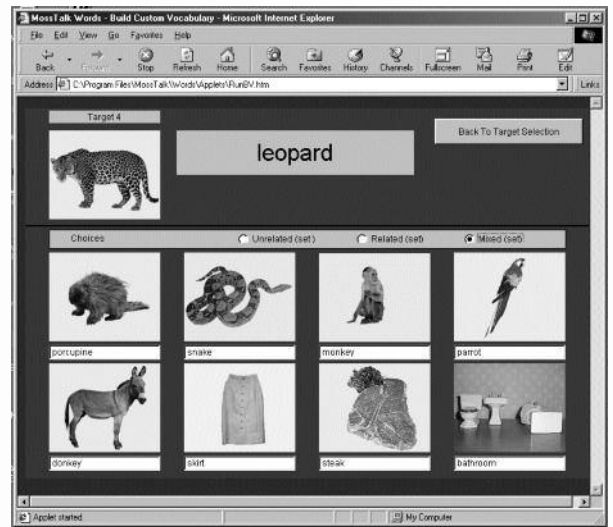 MossTalk Words - Build Custom Vocabulary - Microsoft Internet Explorer
File Edit View Go Favorites Help
Back Forward Stop Refresh Home Search Favorites History Channels Fullscreen Mail Print Edit
Address C:\Program Files\MossTalk\Words\Applets\RunBV.htm Links
Target 4
leopard
Back To Target Selection
Choices Unrelated (set) Related (set) Mixed (set)
porcupine snake monkey parrot
donkey skirt steak bathroom
Applet started. My Computer